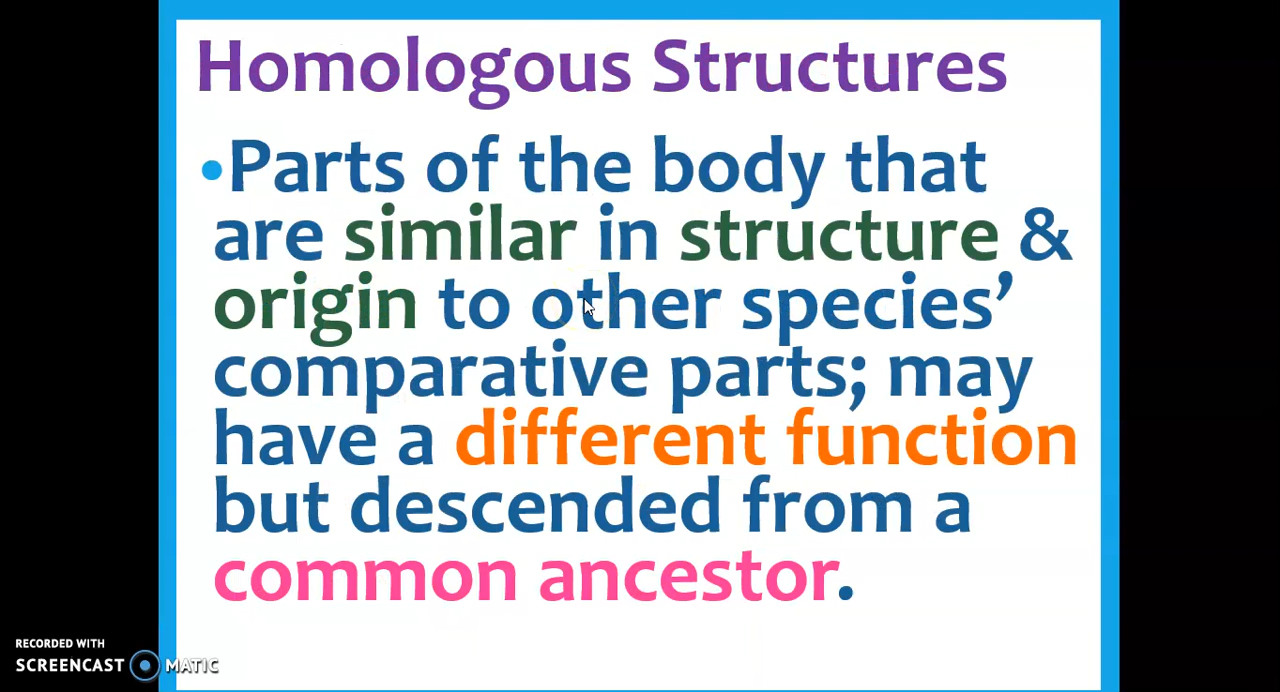 Homologous Structures
•Parts of the body that
are similar in structure &
origin to other species’
comparative parts; may
have a different function
but descended from a
common ancestor.
RECORDED WITH
SCREENCAST MATIC